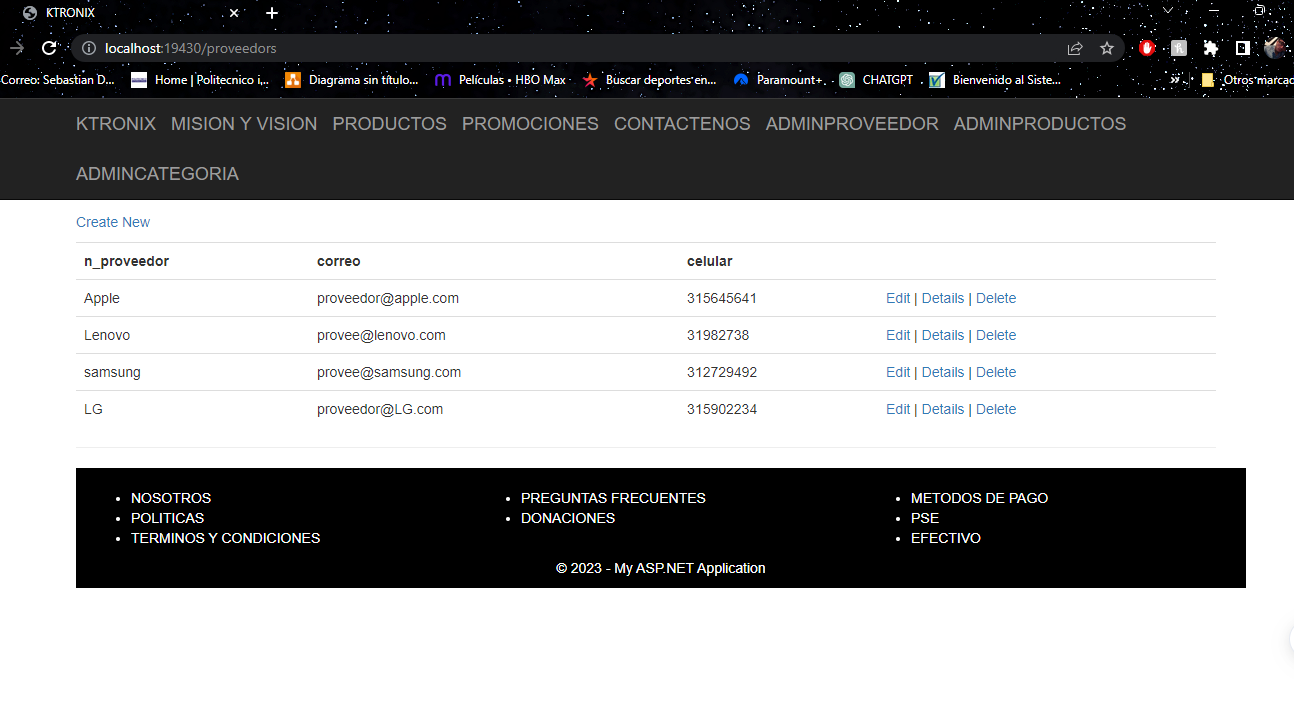 KTRONIX
localhost:19430/proveedors
Correo: Sebastian D... Home | Politecnico i,... Diagrama sin título... Películas • HBO Max Buscar deportes en... Paramount+. CHATGPT Bienvenido al Siste... » Otros marcad
KTRONIX MISION Y VISION PRODUCTOS PROMOCIONES CONTACTENOS ADMINPROVEEDOR ADMINPRODUCTOS
ADMINCATEGORIA
Create New
n_proveedor correo celular
Apple proveedor@apple.com 315645641 Edit | Details | Delete
Lenovo provee@lenovo.com 31982738 Edit | Details | Delete
samsung provee@samsung.com 312729492 Edit | Details | Delete
LG proveedor@LG.com 315902234 Edit | Details | Delete
NOSOTROS PREGUNTAS FRECUENTES METODOS DE PAGO
POLITICAS DONACIONES PSE
TERMINOS Y CONDICIONES EFECTIVO
© 2023 - My ASP.NET Application